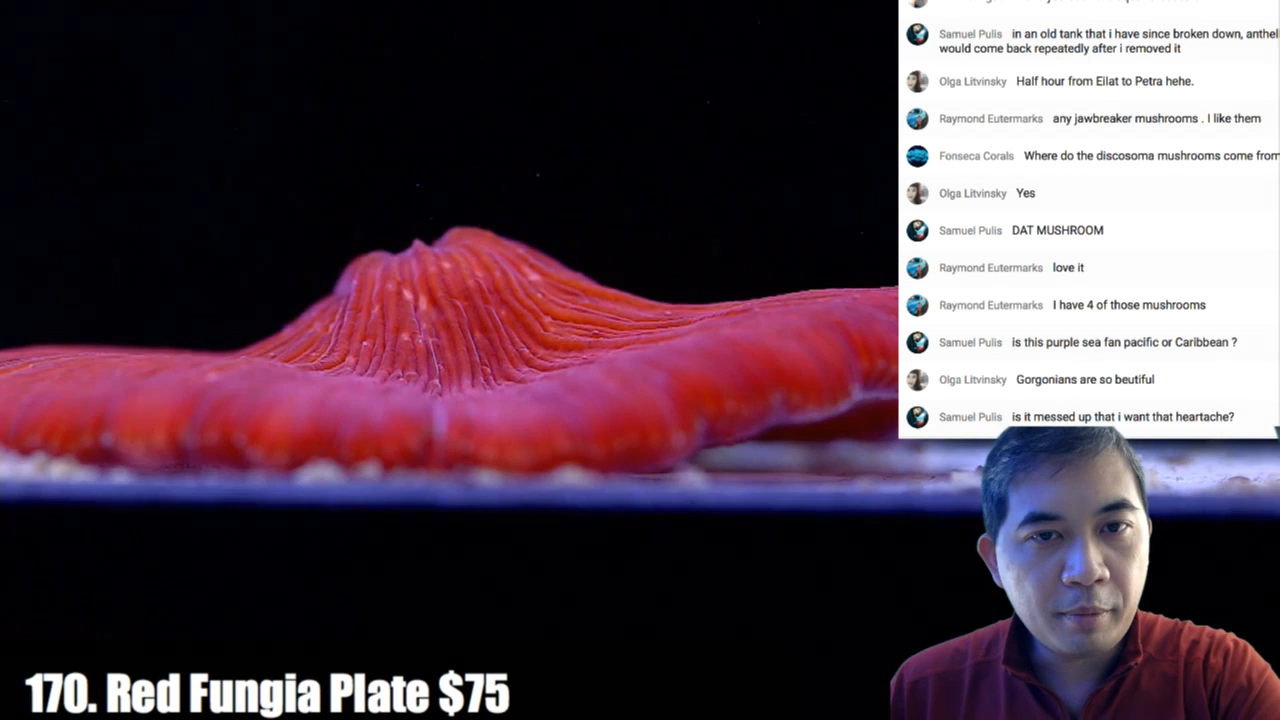 Samuel Pulis in an old tank that i have since broken down, anthel
would come back repeatedly after i removed it
Olga Litvinsky Half hour from Eilat to Petra hehe.
Raymond Eutermarks any jawbreaker mushrooms . I like them
Fonseca Corals Where do the discosoma mushrooms come from
Olga Litvinsky Yes
Samuel Pulis DAT MUSHROOM
Raymond Eutermarks love it
Raymond Eutermarks I have 4 of those mushrooms
Samuel Pulis is this purple sea fan pacific or Caribbean ?
Olga Litvinsky Gorgonians are so beutiful
Samuel Pulis is it messed up that i want that heartache?
170. Red Fungia Plate $75